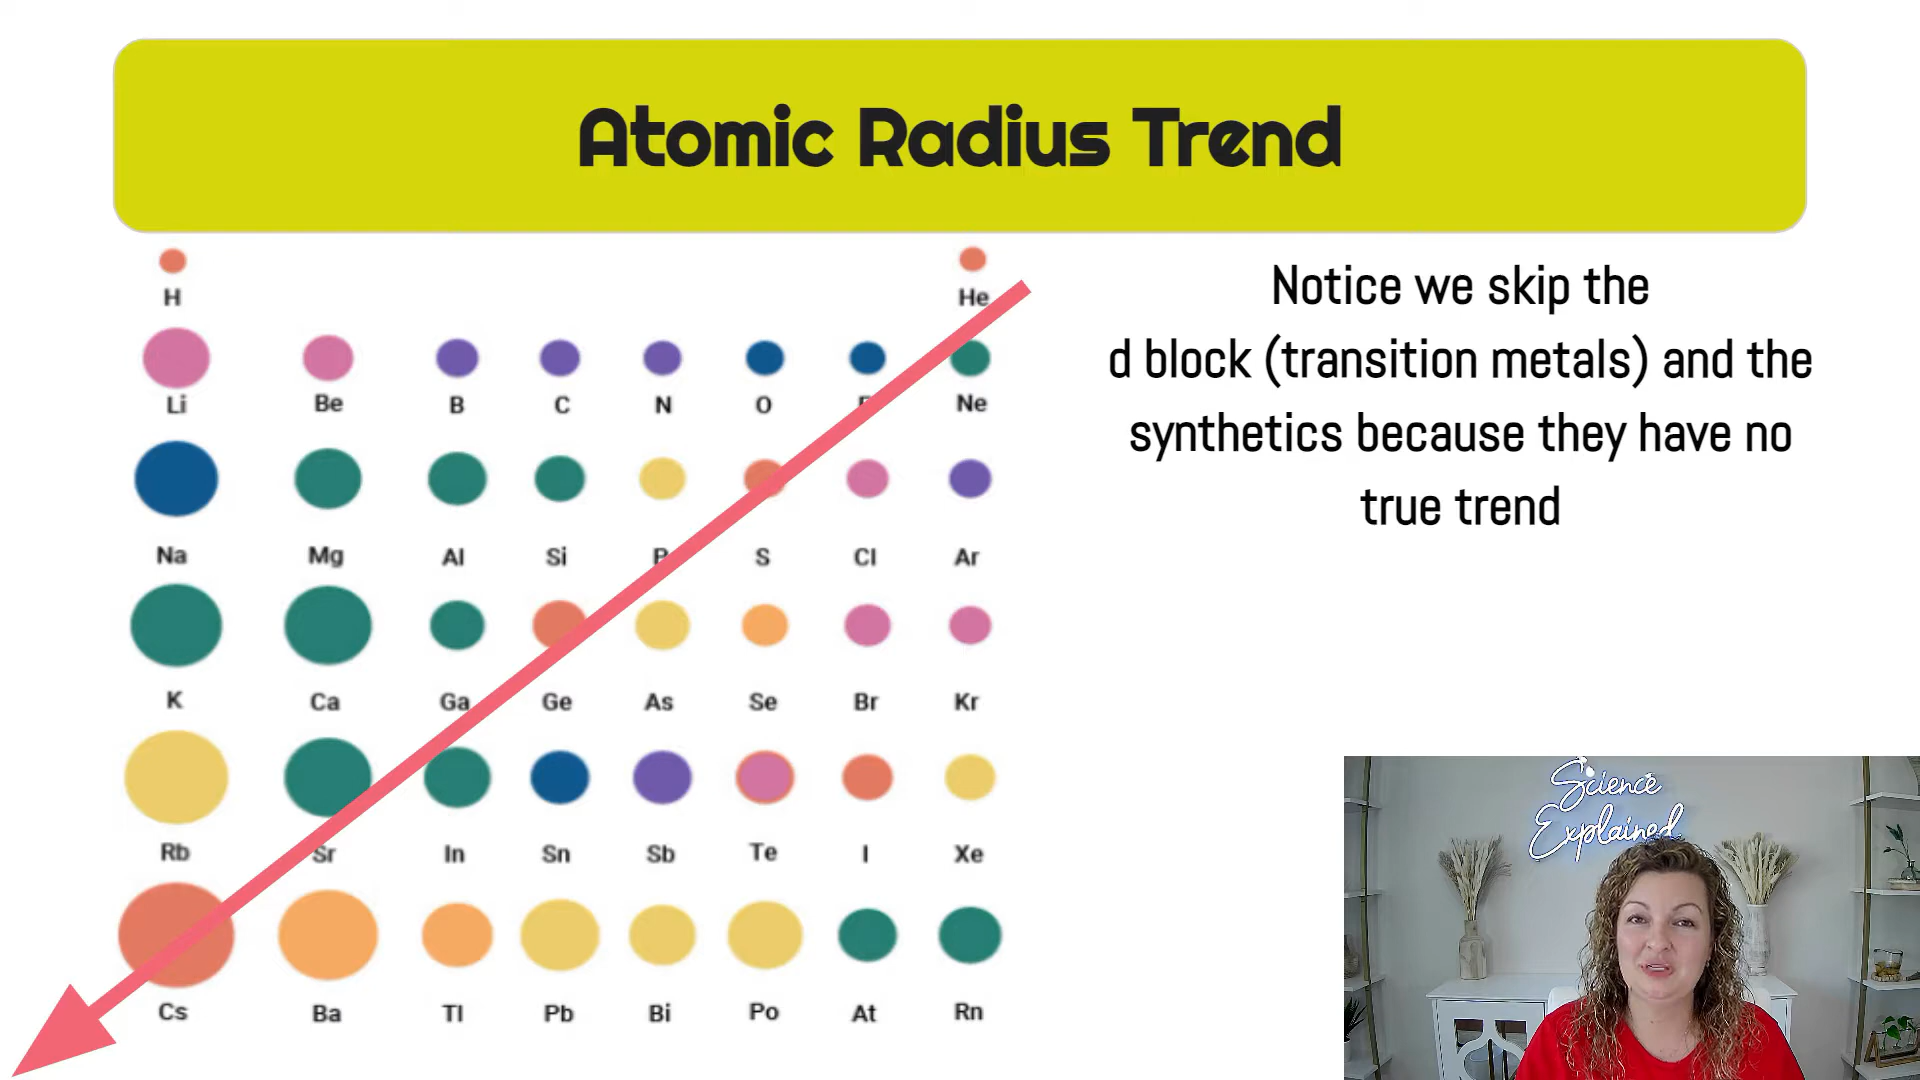 Atomic Radius Trend
H He
Li Be B C N O Ne
Na Mg Al Si P S Cl Ar
K Ca Ga Ge As Se Br Kr
Rb Sr In Sn Sb Te I Xe
Cs Ba Tl Pb Bi Po At Rn
Notice we skip the
d block (transition metals) and the
synthetics because they have no
true trend
Science
Explained